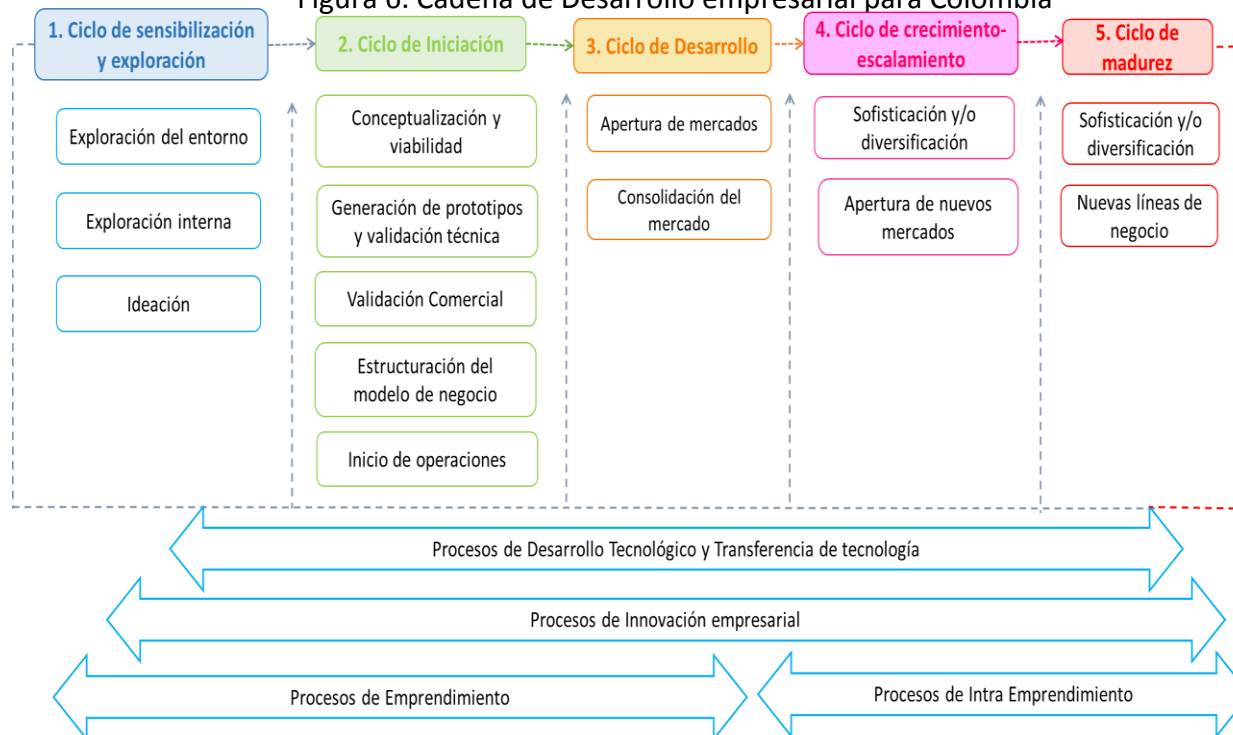 Figura 6. Cadena de Desarrollo empresarial para Colombia
1. Ciclo de sensibilización
y exploración
2. Ciclo de Iniciación
3. Ciclo de Desarrollo
4. Ciclo de crecimiento-
escalamiento
5. Ciclo de
madurez
Exploración del entorno
Exploración interna
Ideación
Conceptualización y
viabilidad
Generación de prototipos
y validación técnica
Validación Comercial
Estructuración del
modelo de negocio
Inicio de operaciones
Apertura de mercados
Consolidación del
mercado
Sofisticación y/o
diversificación
Apertura de nuevos
mercados
Sofisticación y/o
diversificación
Nuevas líneas de
negocio
Procesos de Desarrollo Tecnológico y Transferencia de tecnología
Procesos de Innovación empresarial
Procesos de Emprendimiento
Procesos de Intra Emprendimiento